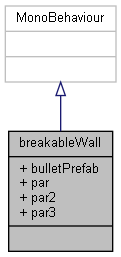 MonoBehaviour
breakableWall
+ bulletPrefab
+ par
+ par2
+ par3